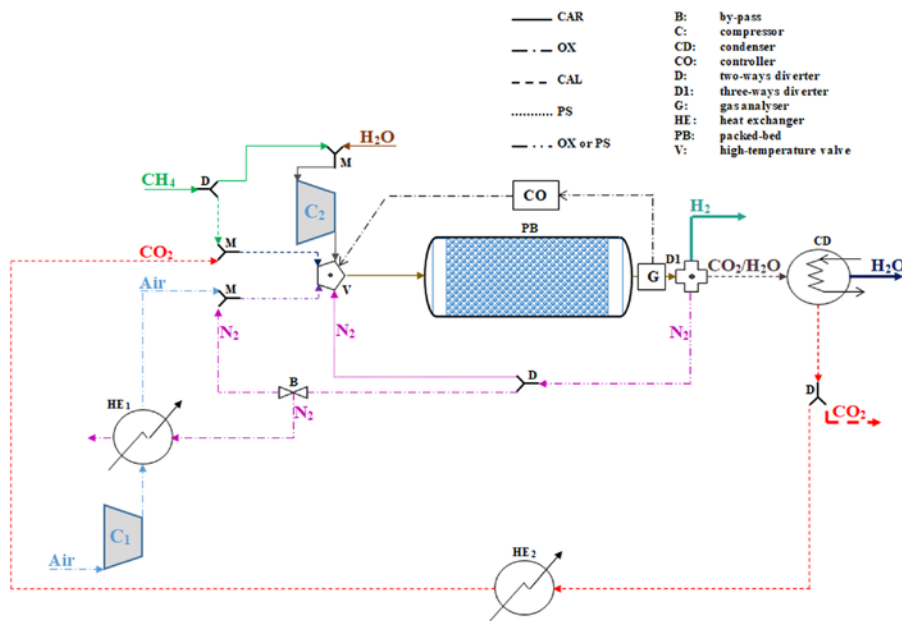 CAR
OX
CAL
PS
OX or PS
B: by-pass
C: compressor
CD: condenser
CO: controller
D: two-ways diverter
D1: three-ways diverter
G: gas analyser
HE: heat exchanger
PB: packed-bed
V: high-temperature valve
H₂O
M
CH₄
D
C₂
CO
H₂
PB
CD
CO₂
M
D1
G
CO₂/H₂O
H₂O
Air
M
V
N₂
N₂
N₂
B
D
N₂
D
CO₂
HE₁
C₁
Air
HE₂